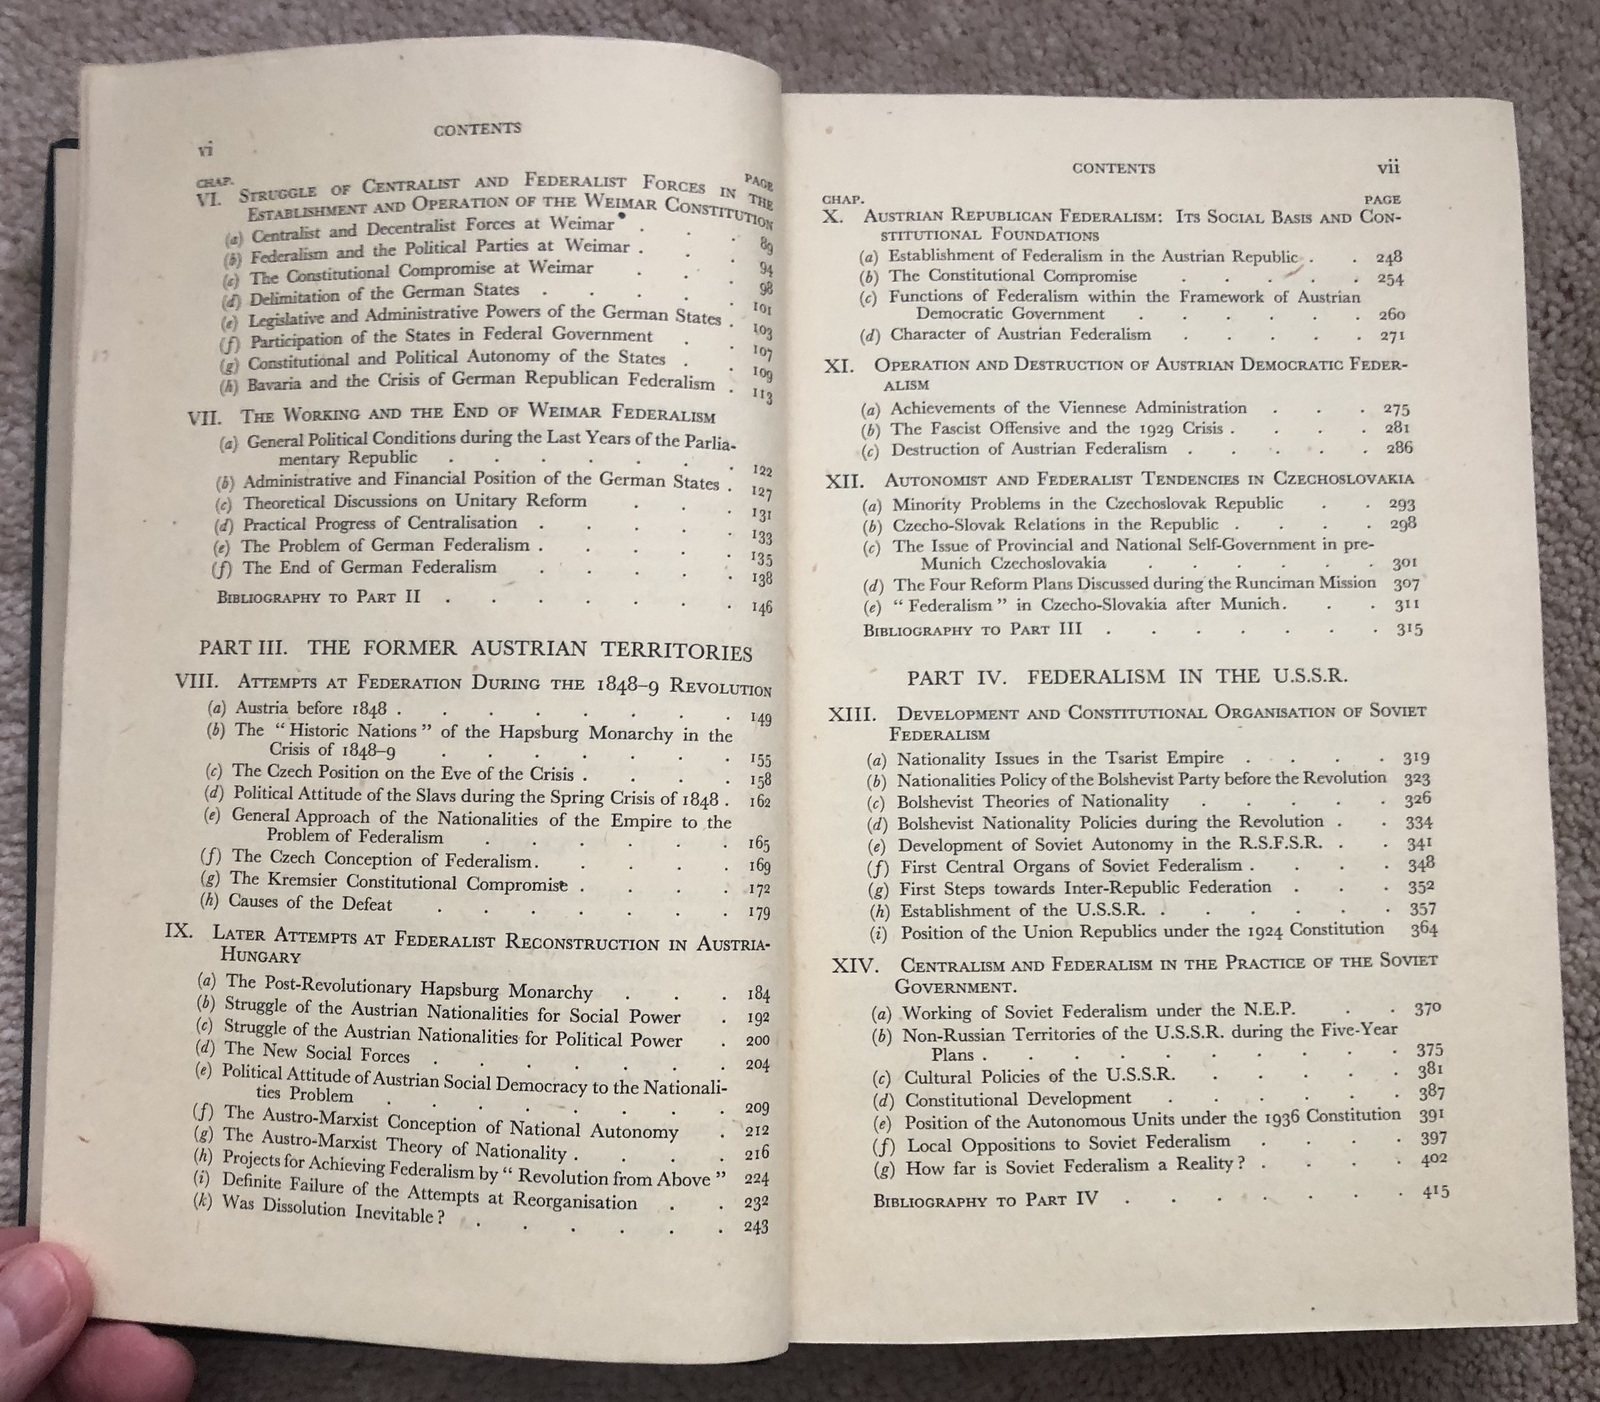 vi
CONTENTS
CHAP.
PAGE
VI. STRUGGLE OF CENTRALIST AND FEDERALIST FORCES IN THE
ESTABLISHMENT AND OPERATION OF THE WEIMAR CONSTITUTION
(a) Centralist and Decentralist Forces at Weimar . . . 89
(b) Federalism and the Political Parties at Weimar . . . 94
(c) The Constitutional Compromise at Weimar . . . 98
(d) Delimitation of the German States . . . . . 101
(e) Legislative and Administrative Powers of the German States . 103
(f) Participation of the States in Federal Government . . 107
(g) Constitutional and Political Autonomy of the States . . 109
(h) Bavaria and the Crisis of German Republican Federalism . 113
VII. THE WORKING AND THE END OF WEIMAR FEDERALISM
(a) General Political Conditions during the Last Years of the Parlia-
mentary Republic . . . . . . . 122
(b) Administrative and Financial Position of the German States . 127
(c) Theoretical Discussions on Unitary Reform . . . 131
(d) Practical Progress of Centralisation . . . . . 133
(e) The Problem of German Federalism . . . . . 135
(f) The End of German Federalism . . . . . 138
BIBLIOGRAPHY TO PART II . . . . . . . 146
PART III. THE FORMER AUSTRIAN TERRITORIES
VIII. ATTEMPTS AT FEDERATION DURING THE 1848-9 REVOLUTION
(a) Austria before 1848 . . . . . . . . 149
(b) The “ Historic Nations ” of the Hapsburg Monarchy in the
Crisis of 1848-9 . . . . . . . 155
(c) The Czech Position on the Eve of the Crisis . . . . 158
(d) Political Attitude of the Slavs during the Spring Crisis of 1848 . 162
(e) General Approach of the Nationalities of the Empire to the
Problem of Federalism . . . . . . 165
(f) The Czech Conception of Federalism . . . . . 169
(g) The Kremsier Constitutional Compromise . . . . 172
(h) Causes of the Defeat . . . . . . . 179
IX. LATER ATTEMPTS AT FEDERALIST RECONSTRUCTION IN AUSTRIA-
HUNGARY
(a) The Post-Revolutionary Hapsburg Monarchy . . . 184
(b) Struggle of the Austrian Nationalities for Social Power . 192
(c) Struggle of the Austrian Nationalities for Political Power . 200
(d) The New Social Forces . . . . . . . 204
(e) Political Attitude of Austrian Social Democracy to the Nationali-
ties Problem . . . . . . . . 209
(f) The Austro-Marxist Conception of National Autonomy . 212
(g) The Austro-Marxist Theory of Nationality . . . . 216
(h) Projects for Achieving Federalism by “ Revolution from Above ” 224
(i) Definite Failure of the Attempts at Reorganisation . . 232
(k) Was Dissolution Inevitable ? . . . . . . 243
CONTENTS
vii
CHAP.
PAGE
X. AUSTRIAN REPUBLICAN FEDERALISM: ITS SOCIAL BASIS AND CON-
STITUTIONAL FOUNDATIONS
(a) Establishment of Federalism in the Austrian Republic . . 248
(b) The Constitutional Compromise . . . . . 254
(c) Functions of Federalism within the Framework of Austrian
Democratic Government . . . . . . 260
(d) Character of Austrian Federalism . . . . . 271
XI. OPERATION AND DESTRUCTION OF AUSTRIAN DEMOCRATIC FEDER-
ALISM
(a) Achievements of the Viennese Administration . . . 275
(b) The Fascist Offensive and the 1929 Crisis . . . . 281
(c) Destruction of Austrian Federalism . . . . . 286
XII. AUTONOMIST AND FEDERALIST TENDENCIES IN CZECHOSLOVAKIA
(a) Minority Problems in the Czechoslovak Republic . . 293
(b) Czecho-Slovak Relations in the Republic . . . . 298
(c) The Issue of Provincial and National Self-Government in pre-
Munich Czechoslovakia . . . . . . 301
(d) The Four Reform Plans Discussed during the Runciman Mission 307
(e) “ Federalism ” in Czecho-Slovakia after Munich . . . 311
BIBLIOGRAPHY TO PART III . . . . . . . 315
PART IV. FEDERALISM IN THE U.S.S.R.
XIII. DEVELOPMENT AND CONSTITUTIONAL ORGANISATION OF SOVIET
FEDERALISM
(a) Nationality Issues in the Tsarist Empire . . . . 319
(b) Nationalities Policy of the Bolshevist Party before the Revolution 323
(c) Bolshevist Theories of Nationality . . . . . 326
(d) Bolshevist Nationality Policies during the Revolution . . 334
(e) Development of Soviet Autonomy in the R.S.F.S.R. . . 341
(f) First Central Organs of Soviet Federalism . . . . 348
(g) First Steps towards Inter-Republic Federation . . . 352
(h) Establishment of the U.S.S.R. . . . . . . 357
(i) Position of the Union Republics under the 1924 Constitution 364
XIV. CENTRALISM AND FEDERALISM IN THE PRACTICE OF THE SOVIET
GOVERNMENT.
(a) Working of Soviet Federalism under the N.E.P. . . 370
(b) Non-Russian Territories of the U.S.S.R. during the Five-Year
Plans . . . . . . . . . . 375
(c) Cultural Policies of the U.S.S.R. . . . . . 381
(d) Constitutional Development . . . . . . 387
(e) Position of the Autonomous Units under the 1936 Constitution 391
(f) Local Oppositions to Soviet Federalism . . . . 397
(g) How far is Soviet Federalism a Reality ? . . . . 402
BIBLIOGRAPHY TO PART IV . . . . . . . 415